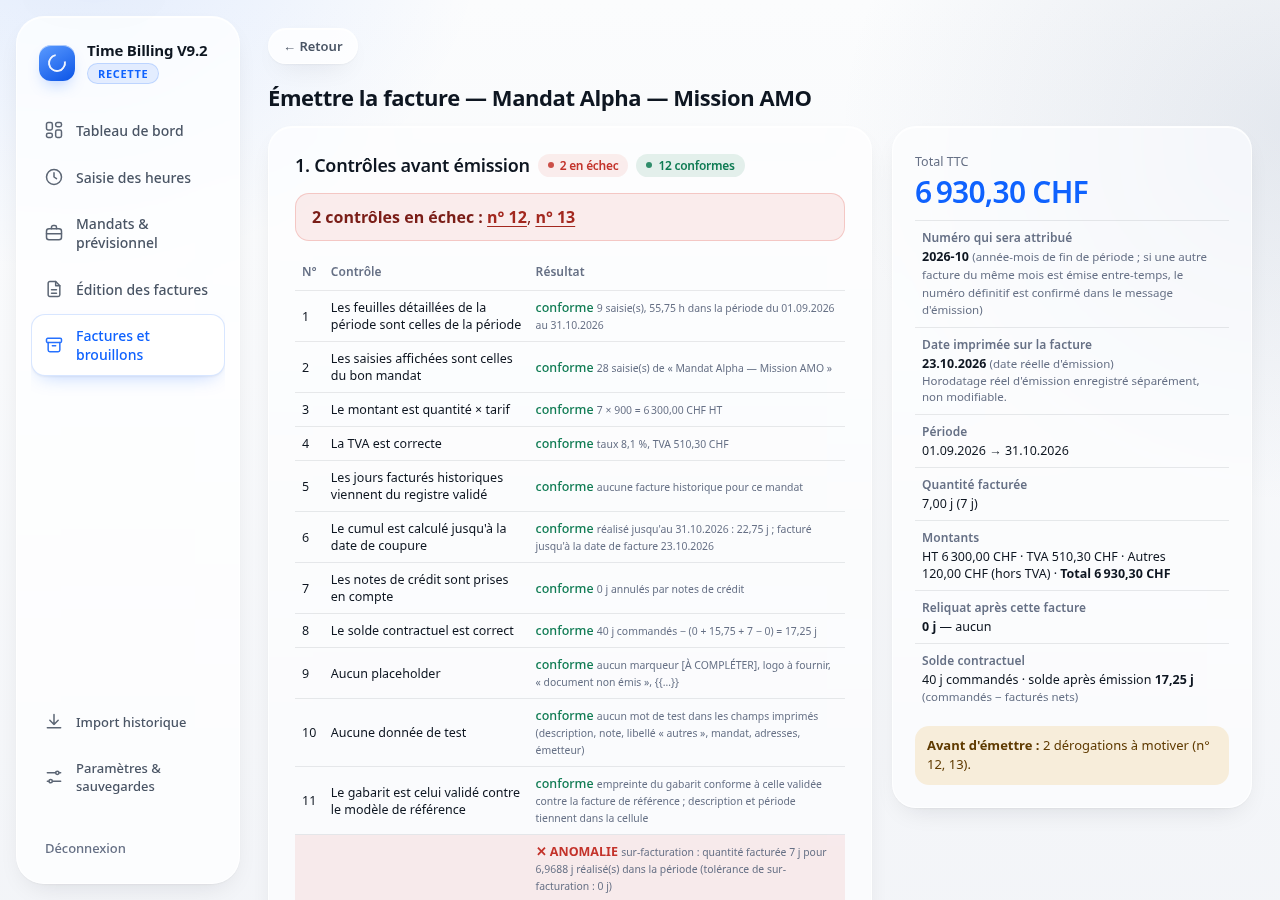 Time Billing V9.2
RECETTE
Tableau de bord
Saisie des heures
Mandats &
prévisionnel
Édition des factures
Factures et
brouillons
Import historique
Paramètres &
sauvegardes
Déconnexion
← Retour
Émettre la facture — Mandat Alpha — Mission AMO
1. Contrôles avant émission
2 en échec
12 conformes
2 contrôles en échec : n° 12, n° 13
N° Contrôle Résultat
1 Les feuilles détaillées de la
période sont celles de la période
conforme 9 saisie(s), 55,75 h dans la période du 01.09.2026
au 31.10.2026
2 Les saisies affichées sont celles
du bon mandat
conforme 28 saisie(s) de « Mandat Alpha — Mission AMO »
3 Le montant est quantité × tarif
conforme 7 × 900 = 6 300,00 CHF HT
4 La TVA est correcte
conforme taux 8,1 %, TVA 510,30 CHF
5 Les jours facturés historiques
viennent du registre validé
conforme aucune facture historique pour ce mandat
6 Le cumul est calculé jusqu'à la
date de coupure
conforme réalisé jusqu'au 31.10.2026 : 22,75 j ; facturé
jusqu'à la date de facture 23.10.2026
7 Les notes de crédit sont prises
en compte
conforme 0 j annulés par notes de crédit
8 Le solde contractuel est correct
conforme 40 j commandés − (0 + 15,75 + 7 − 0) = 17,25 j
9 Aucun placeholder
conforme aucun marqueur [À COMPLÉTER], logo à fournir,
« document non émis », {{...}}
10 Aucune donnée de test
conforme aucun mot de test dans les champs imprimés
(description, note, libellé « autres », mandat, adresses,
émetteur)
11 Le gabarit est celui validé contre
le modèle de référence
conforme empreinte du gabarit conforme à celle validée
contre la facture de référence ; description et période
tiennent dans la cellule
✕ ANOMALIE sur-facturation : quantité facturée 7 j pour
6,9688 j réalisé(s) dans la période (tolérance de sur-
facturation : 0 j)
Total TTC
6 930,30 CHF
Numéro qui sera attribué
2026-10 (année-mois de fin de période ; si une autre
facture du même mois est émise entre-temps, le
numéro définitif est confirmé dans le message
d'émission)
Date imprimée sur la facture
23.10.2026 (date réelle d'émission)
Horodatage réel d'émission enregistré séparément,
non modifiable.
Période
01.09.2026 → 31.10.2026
Quantité facturée
7,00 j (7 j)
Montants
HT 6 300,00 CHF · TVA 510,30 CHF · Autres
120,00 CHF (hors TVA) · Total 6 930,30 CHF
Reliquat après cette facture
0 j — aucun
Solde contractuel
40 j commandés · solde après émission 17,25 j
(commandés − facturés nets)
Avant d'émettre : 2 dérogations à motiver (n°
12, 13).